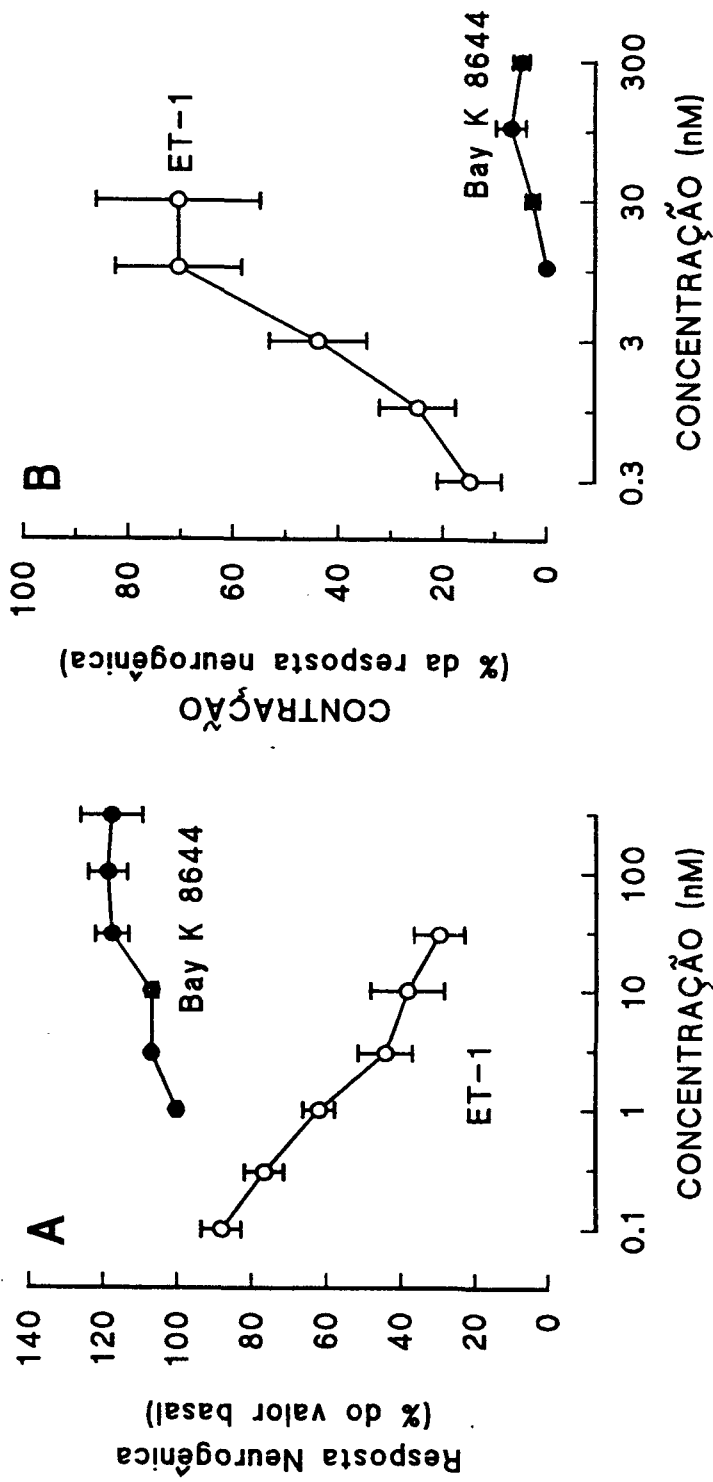 A
Resposta Neurogênica
(% do valor basal)
140
120
100
80
60
40
20
0
Bay K 8644
ET-1
0.1
1
10
100
CONCENTRAÇÃO (nM)
B
CONTRAÇÃO
(% da resposta neurogênica)
100
80
60
40
20
0
ET-1
Bay K 8644
0.3
3
30
300
CONCENTRAÇÃO (nM)